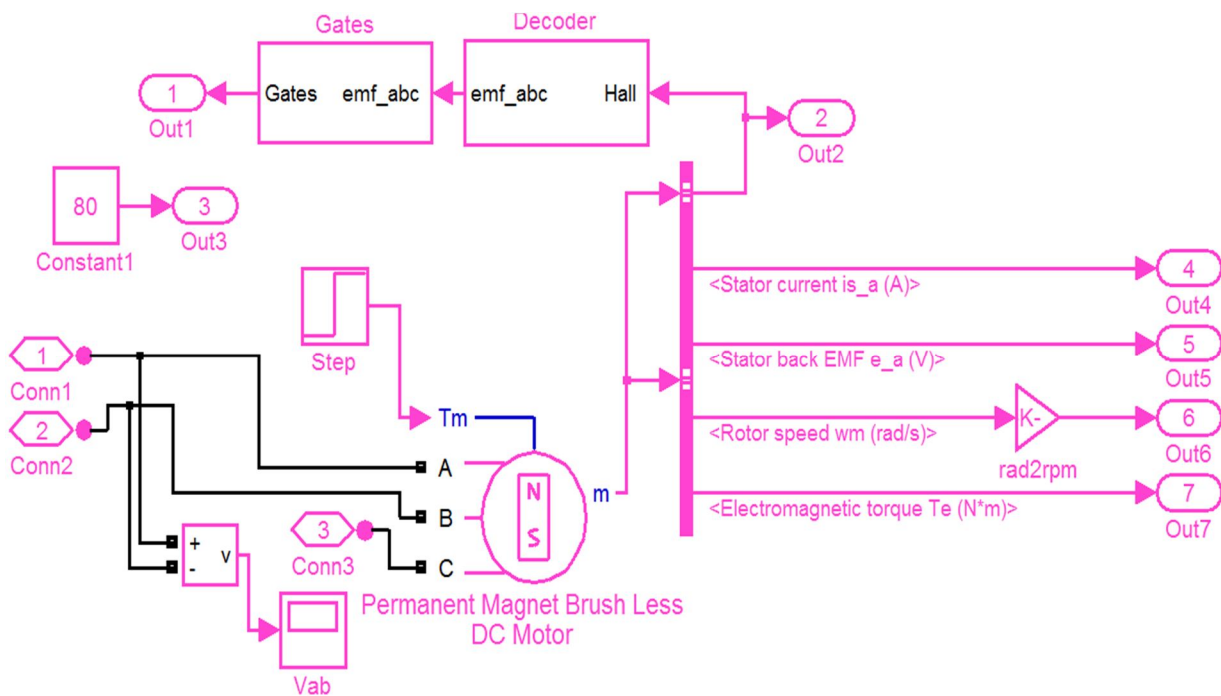 Gates
Decoder
1
Out1
Gates
emf_abc
emf_abc
Hall
2
Out2
80
Constant1
3
Out3
Step
<Stator current is_a (A)>
4
Out4
1
Conn1
<Stator back EMF e_a (V)>
5
Out5
2
Conn2
Tm
<Rotor speed wm (rad/s)>
K-
rad2rpm
6
Out6
A
N
S
m
B
C
<Electromagnetic torque Te (N*m)>
7
Out7
3
Conn3
+
-
v
Permanent Magnet Brush Less
DC Motor
Vab